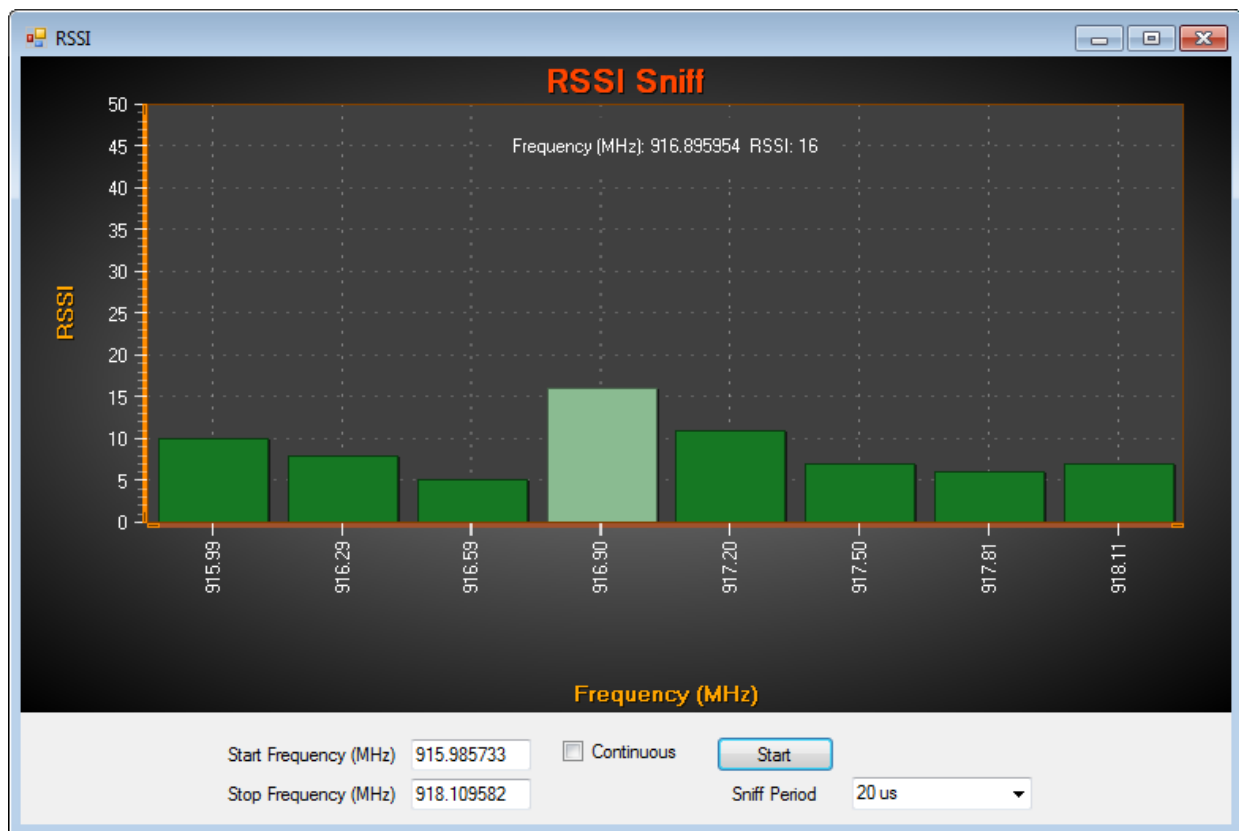 RSSI
RSSI Sniff
50
45
40
35
30
25
20
15
10
5
0
RSSI
Frequency (MHz): 916.895954 RSSI: 16
915.99
916.29
916.59
916.90
917.20
917.50
917.81
918.11
Frequency (MHz)
Start Frequency (MHz) 915.985733 Continuous Start
Stop Frequency (MHz) 918.109582 Sniff Period 20 us